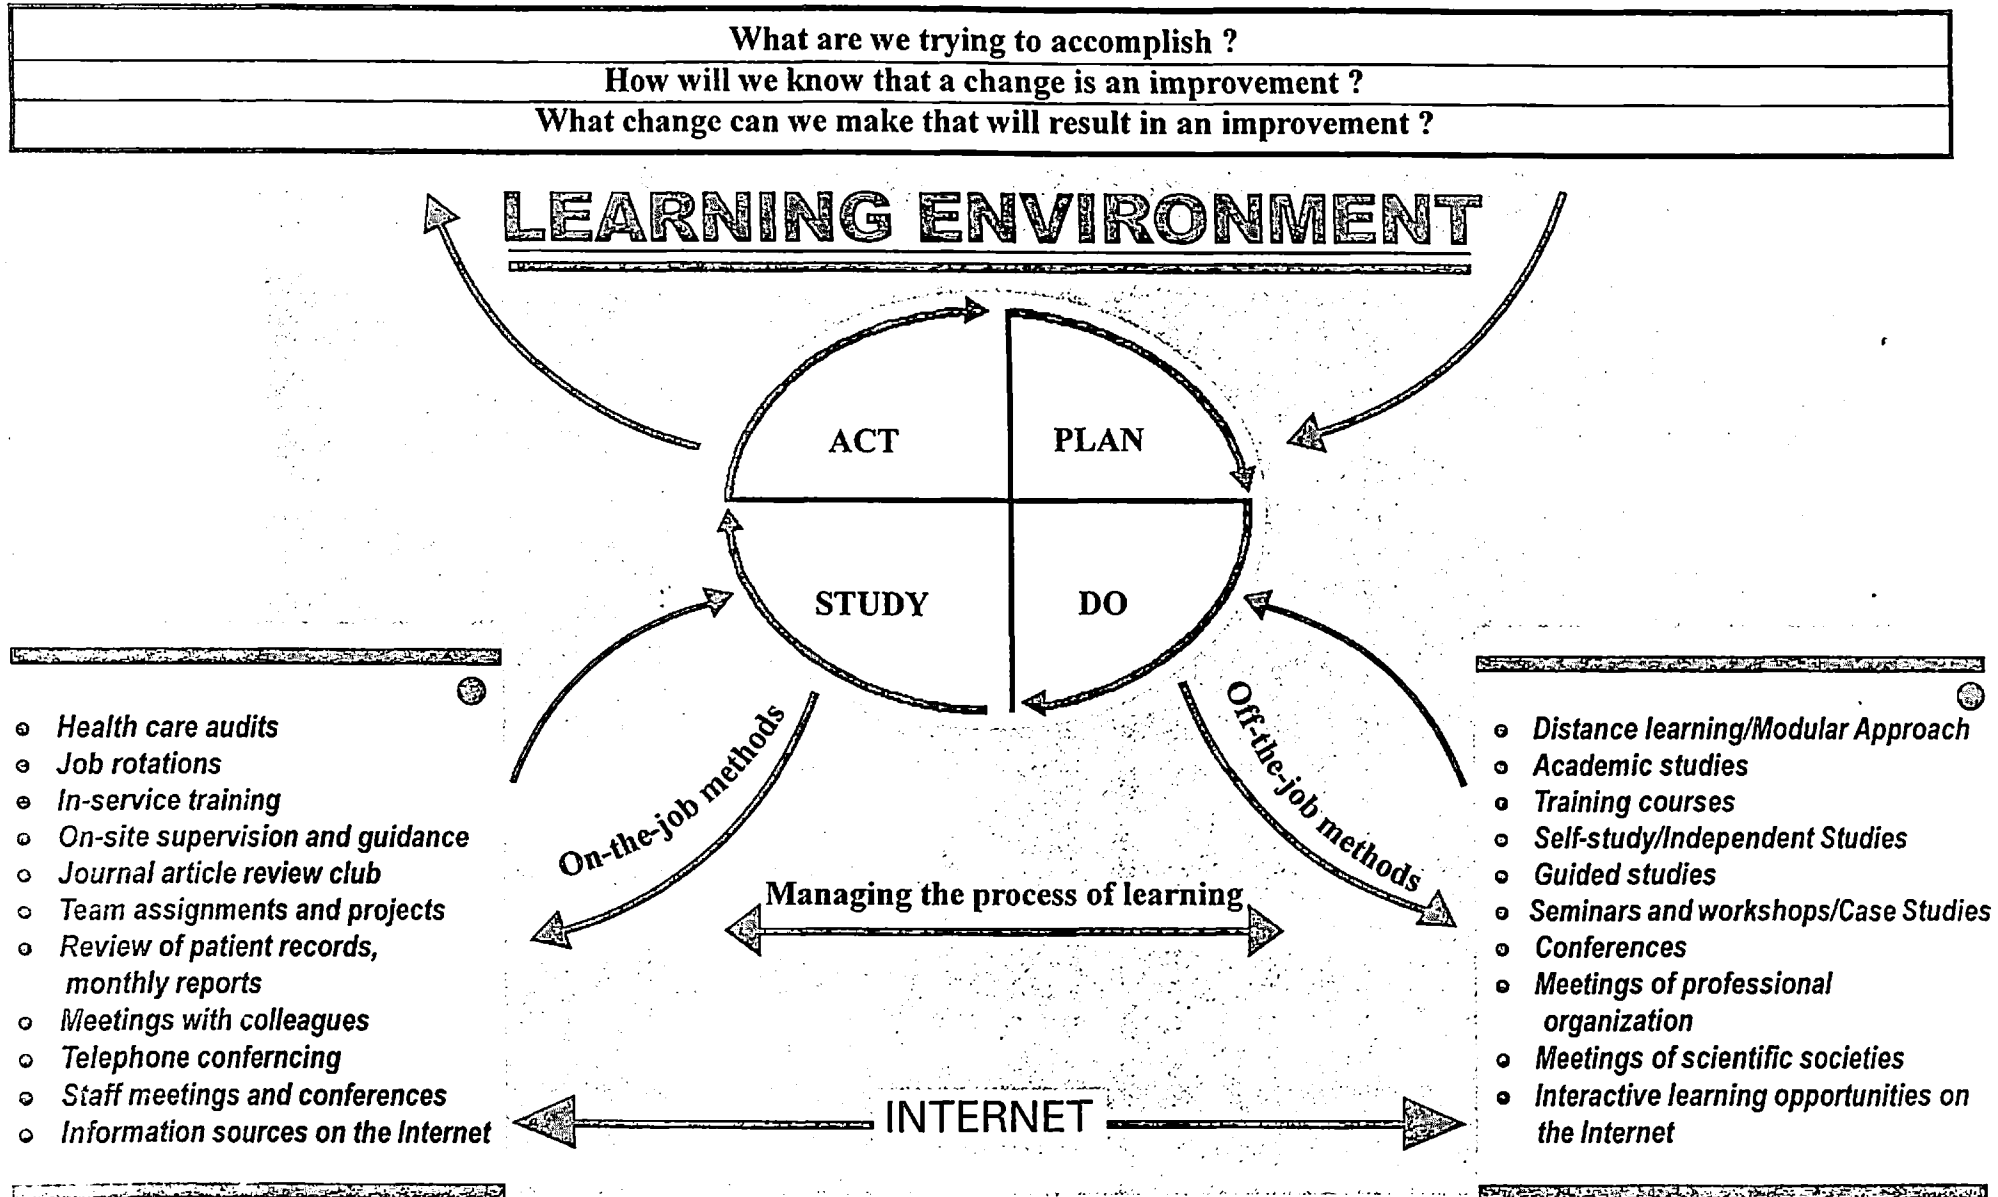 What are we trying to accomplish ?
How will we know that a change is an improvement ?
What change can we make that will result in an improvement ?
LEARNING ENVIRONMENT
ACT
PLAN
STUDY
DO
On-the-job methods
Off-the-job methods
Managing the process of learning
Health care audits
Job rotations
In-service training
On-site supervision and guidance
Journal article review club
Team assignments and projects
Review of patient records,
monthly reports
Meetings with colleagues
Telephone conferncing
Staff meetings and conferences
Information sources on the Internet
INTERNET
Distance learning/Modular Approach
Academic studies
Training courses
Self-study/Independent Studies
Guided studies
Seminars and workshops/Case Studies
Conferences
Meetings of professional
organization
Meetings of scientific societies
Interactive learning opportunities on
the Internet